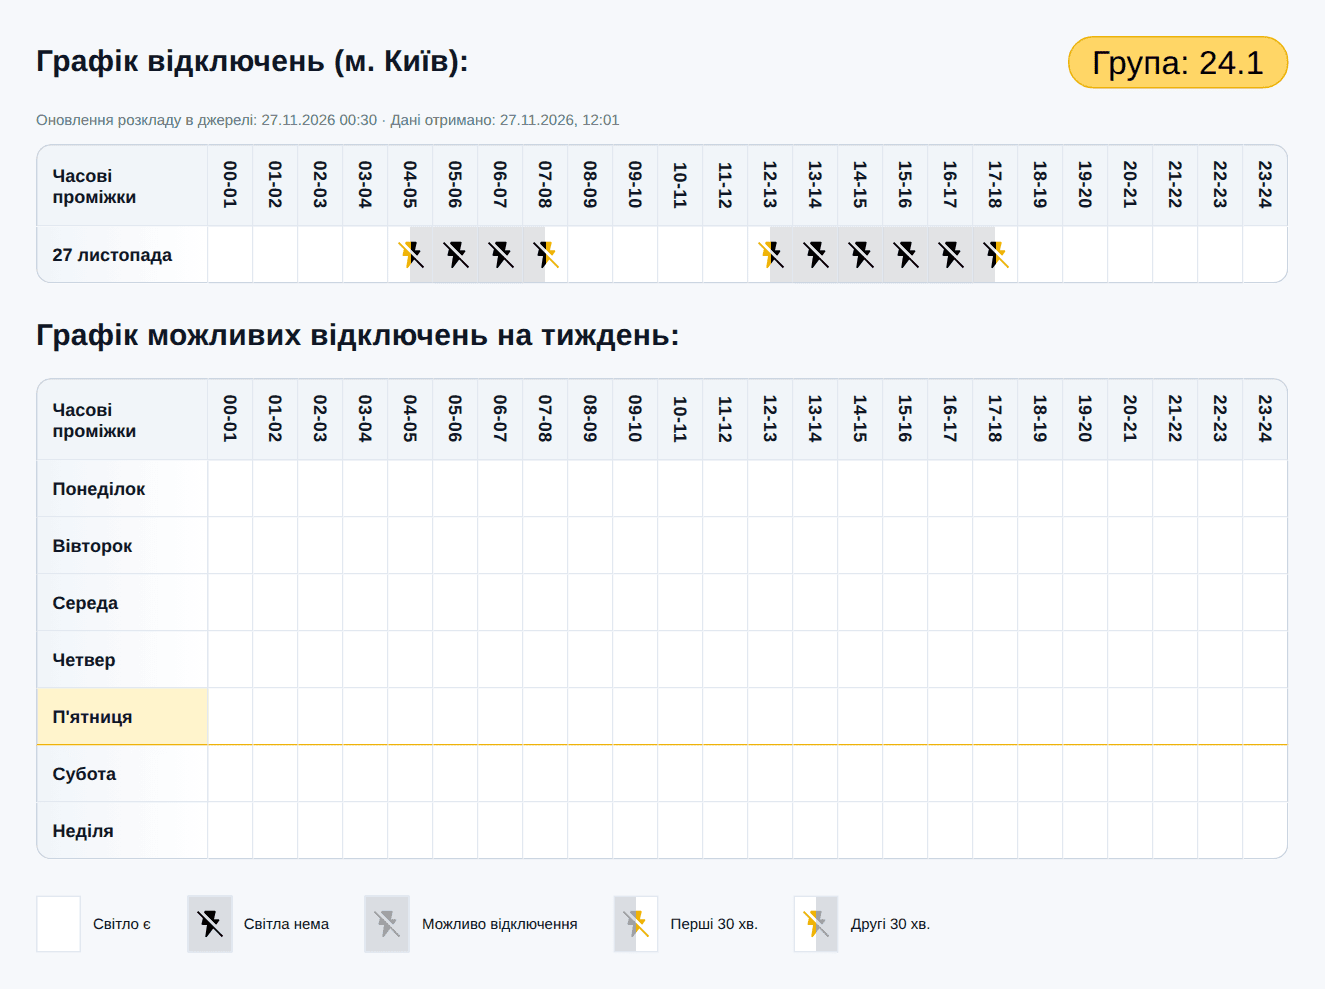 Графік відключень (м. Київ):
Група: 24.1
Оновлення розкладу в джерелі: 27.11.2026 00:30 · Дані отримано: 27.11.2026, 12:01
Часові проміжки 00-01 01-02 02-03 03-04 04-05 05-06 06-07 07-08 08-09 09-10 10-11 11-12 12-13 13-14 14-15 15-16 16-17 17-18 18-19 19-20 20-21 21-22 22-23 23-24
27 листопада
Графік можливих відключень на тиждень:
Часові проміжки 00-01 01-02 02-03 03-04 04-05 05-06 06-07 07-08 08-09 09-10 10-11 11-12 12-13 13-14 14-15 15-16 16-17 17-18 18-19 19-20 20-21 21-22 22-23 23-24
Понеділок
Вівторок
Середа
Четвер
П'ятниця
Субота
Неділя
Світло є Світла нема Можливо відключення Перші 30 хв. Другі 30 хв.